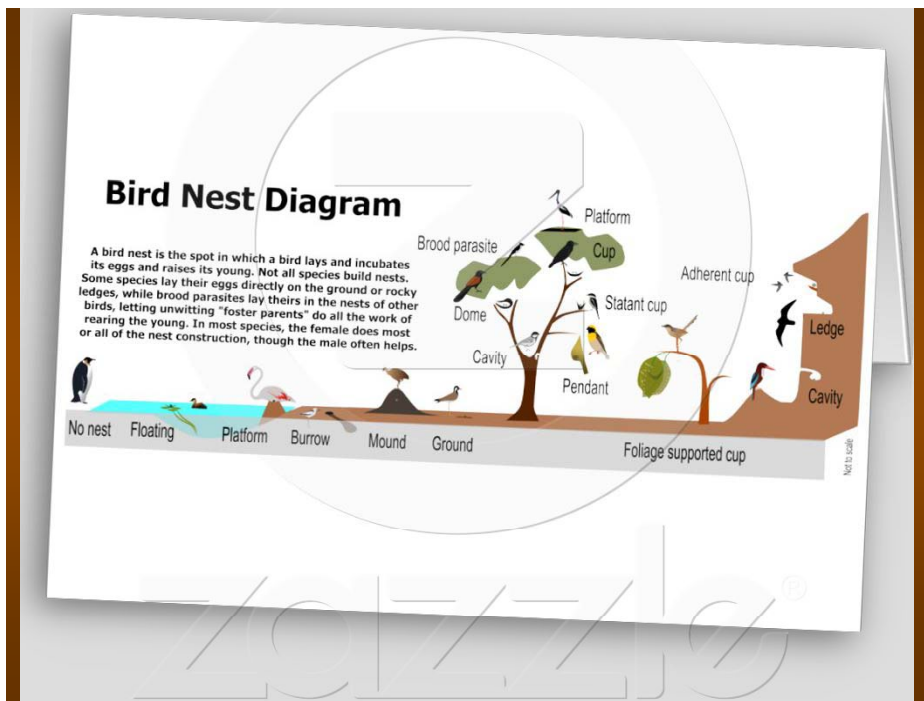 Bird Nest Diagram
A bird nest is the spot in which a bird lays and incubates
its eggs and raises its young. Not all species build nests.
Some species lay their eggs directly on the ground or rocky
ledges, while brood parasites lay theirs in the nests of other
birds, letting unwitting "foster parents" do all the work of
rearing the young. In most species, the female does most
or all of the nest construction, though the male often helps.
Platform
Brood parasite
Cup
Adherent cup
Dome
Statant cup
Ledge
Cavity
Pendant
Cavity
No nest
Floating
Platform
Burrow
Mound
Ground
Foliage supported cup
Not to scale
zazzle®